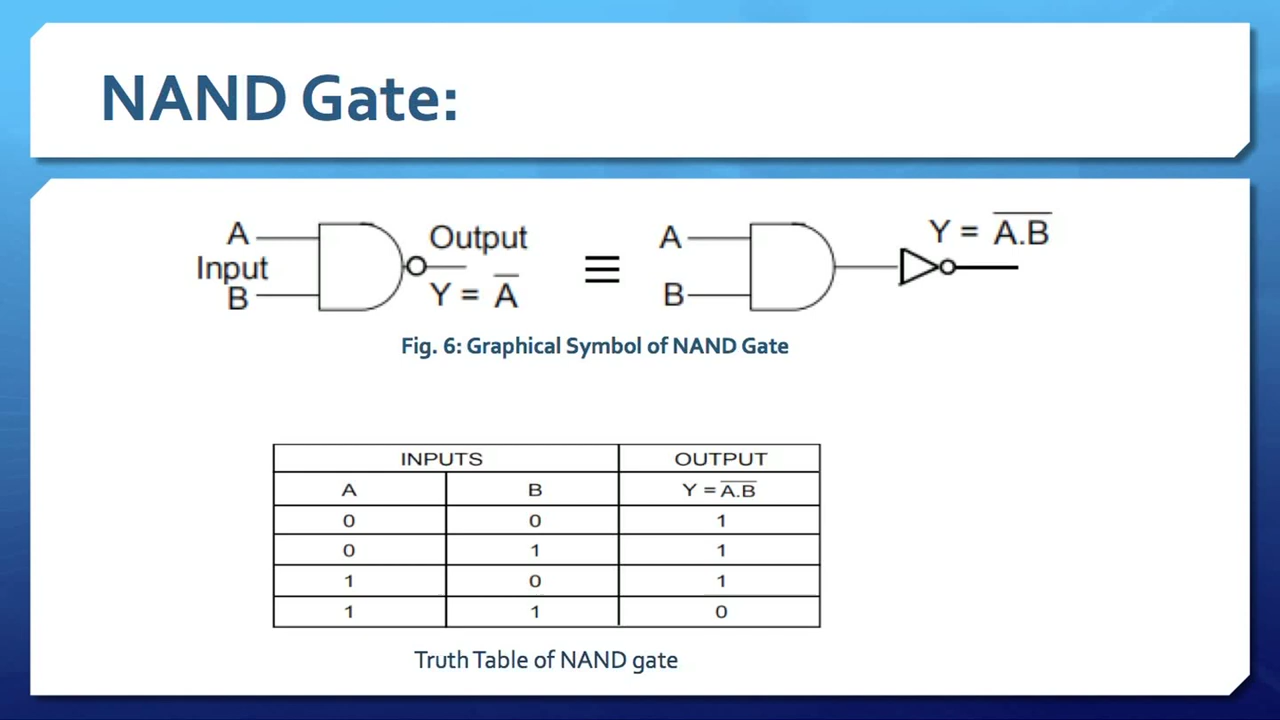 NAND Gate:
A
Input
B
Output
Y = A̅
≡
A
B
Y = A̅.̅B̅
Fig. 6: Graphical Symbol of NAND Gate
INPUTS OUTPUT
A B Y = A̅.̅B̅
0 0 1
0 1 1
1 0 1
1 1 0
Truth Table of NAND gate